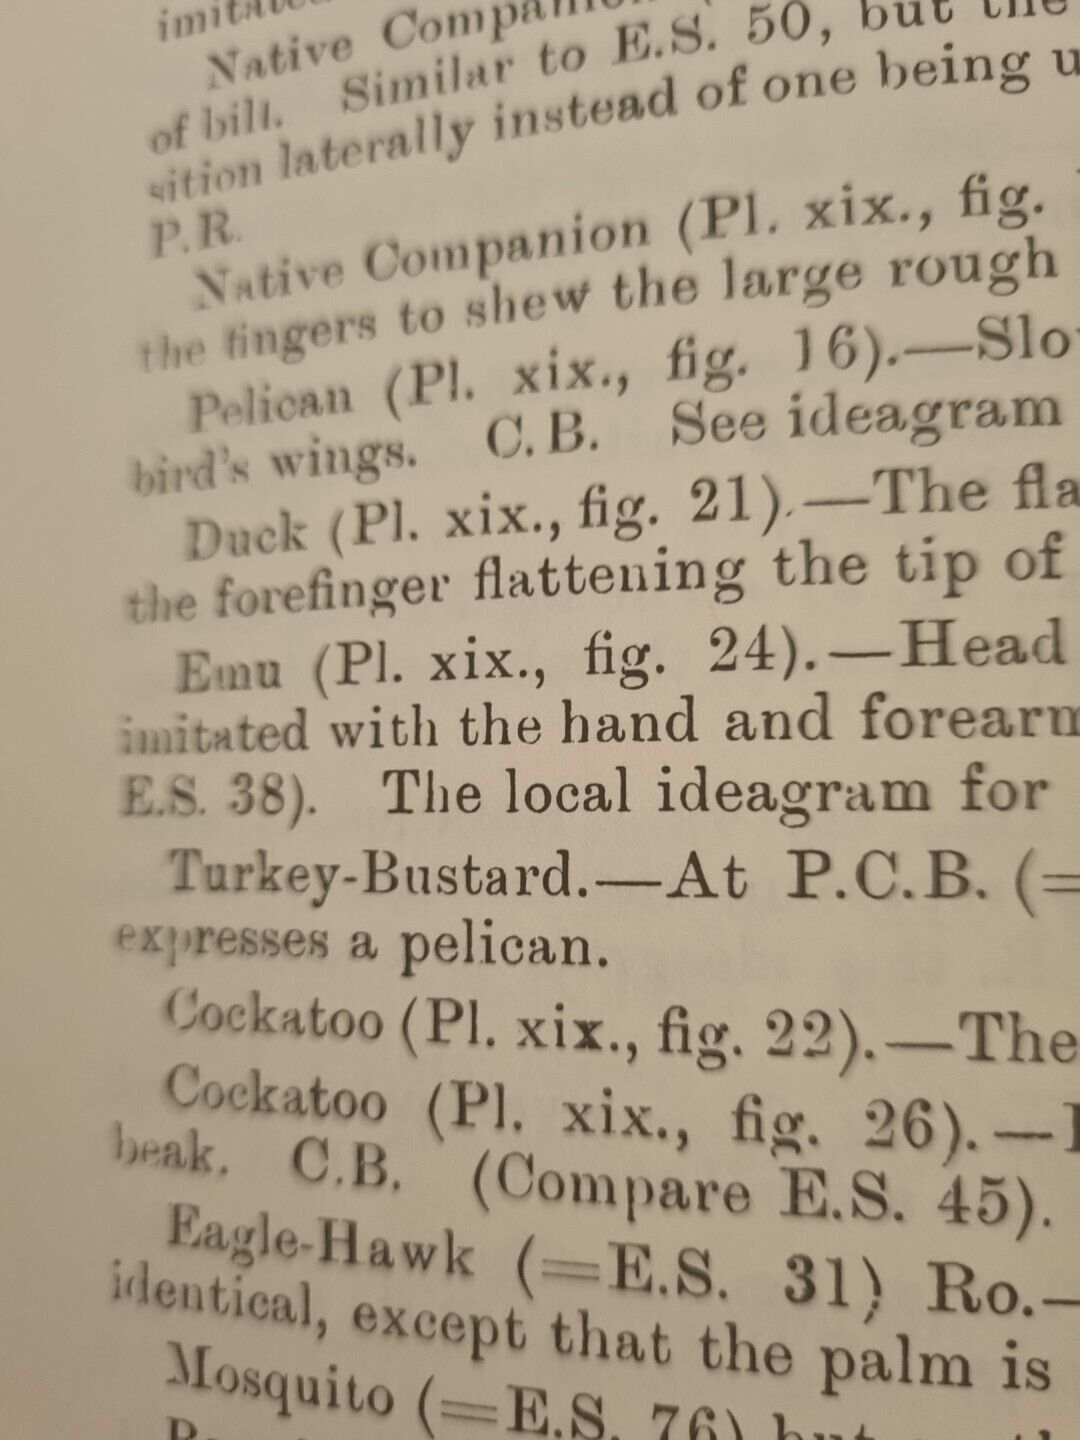 imitated
Native Companion
of bill. Similar to E.S. 50, but the
sition laterally instead of one being u
P.R.
Native Companion (Pl. xix., fig.
the fingers to shew the large rough
Pelican (Pl. xix., fig. 16).—Slo
bird's wings. C.B. See ideagram
Duck (Pl. xix., fig. 21).—The fla
the forefinger flattening the tip of
Emu (Pl. xix., fig. 24).—Head
imitated with the hand and forearm
E.S. 38). The local ideagram for
Turkey-Bustard.—At P.C.B. (=
expresses a pelican.
Cockatoo (Pl. xix., fig. 22).—The
Cockatoo (Pl. xix., fig. 26).—
beak. C.B. (Compare E.S. 45).
Eagle-Hawk (=E.S. 31) Ro.—
identical, except that the palm is
Mosquito (=E.S. 76) but